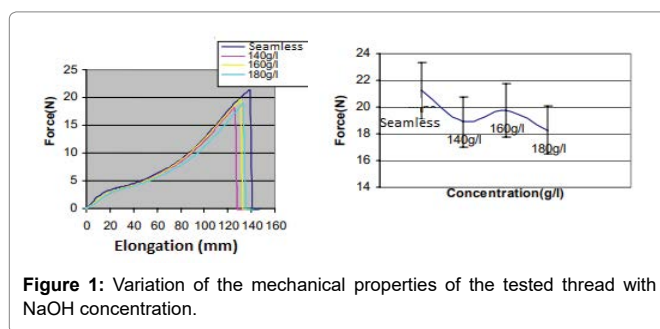 Seamless
140g/l
160g/l
180g/l
25
20
15
10
5
0
Force(N)
0 20 40 60 80 100 120 140 160
Elongation (mm)
24
22
20
18
16
14
Force(N)
Seamless
140g/l
160g/l
180g/l
Concentration(g/l)
Figure 1: Variation of the mechanical properties of the tested thread with
NaOH concentration.